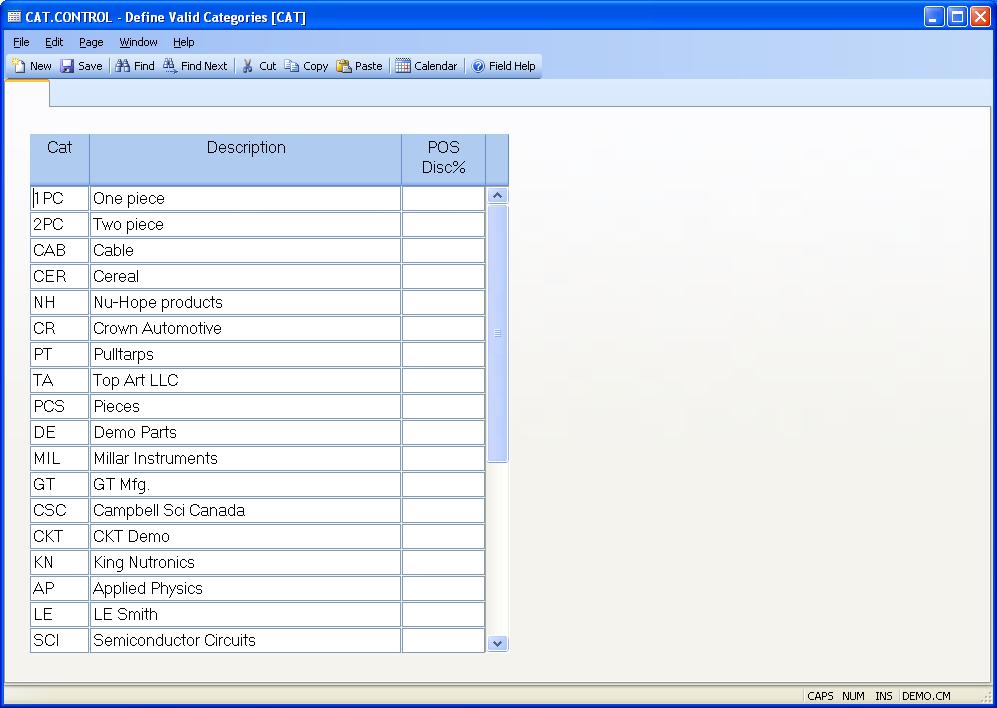 CAT.CONTROL - Define Valid Categories [CAT]
File Edit Page Window Help
New Save Find Find Next Cut Copy Paste Calendar Field Help
Cat Description POS Disc%
1PC One piece
2PC Two piece
CAB Cable
CER Cereal
NH Nu-Hope products
CR Crown Automotive
PT Pulltarps
TA Top Art LLC
PCS Pieces
DE Demo Parts
MIL Millar Instruments
GT GT Mfg.
CSC Campbell Sci Canada
CKT CKT Demo
KN King Nutronics
AP Applied Physics
LE LE Smith
SCI Semiconductor Circuits
CAPS NUM INS DEMO.CM